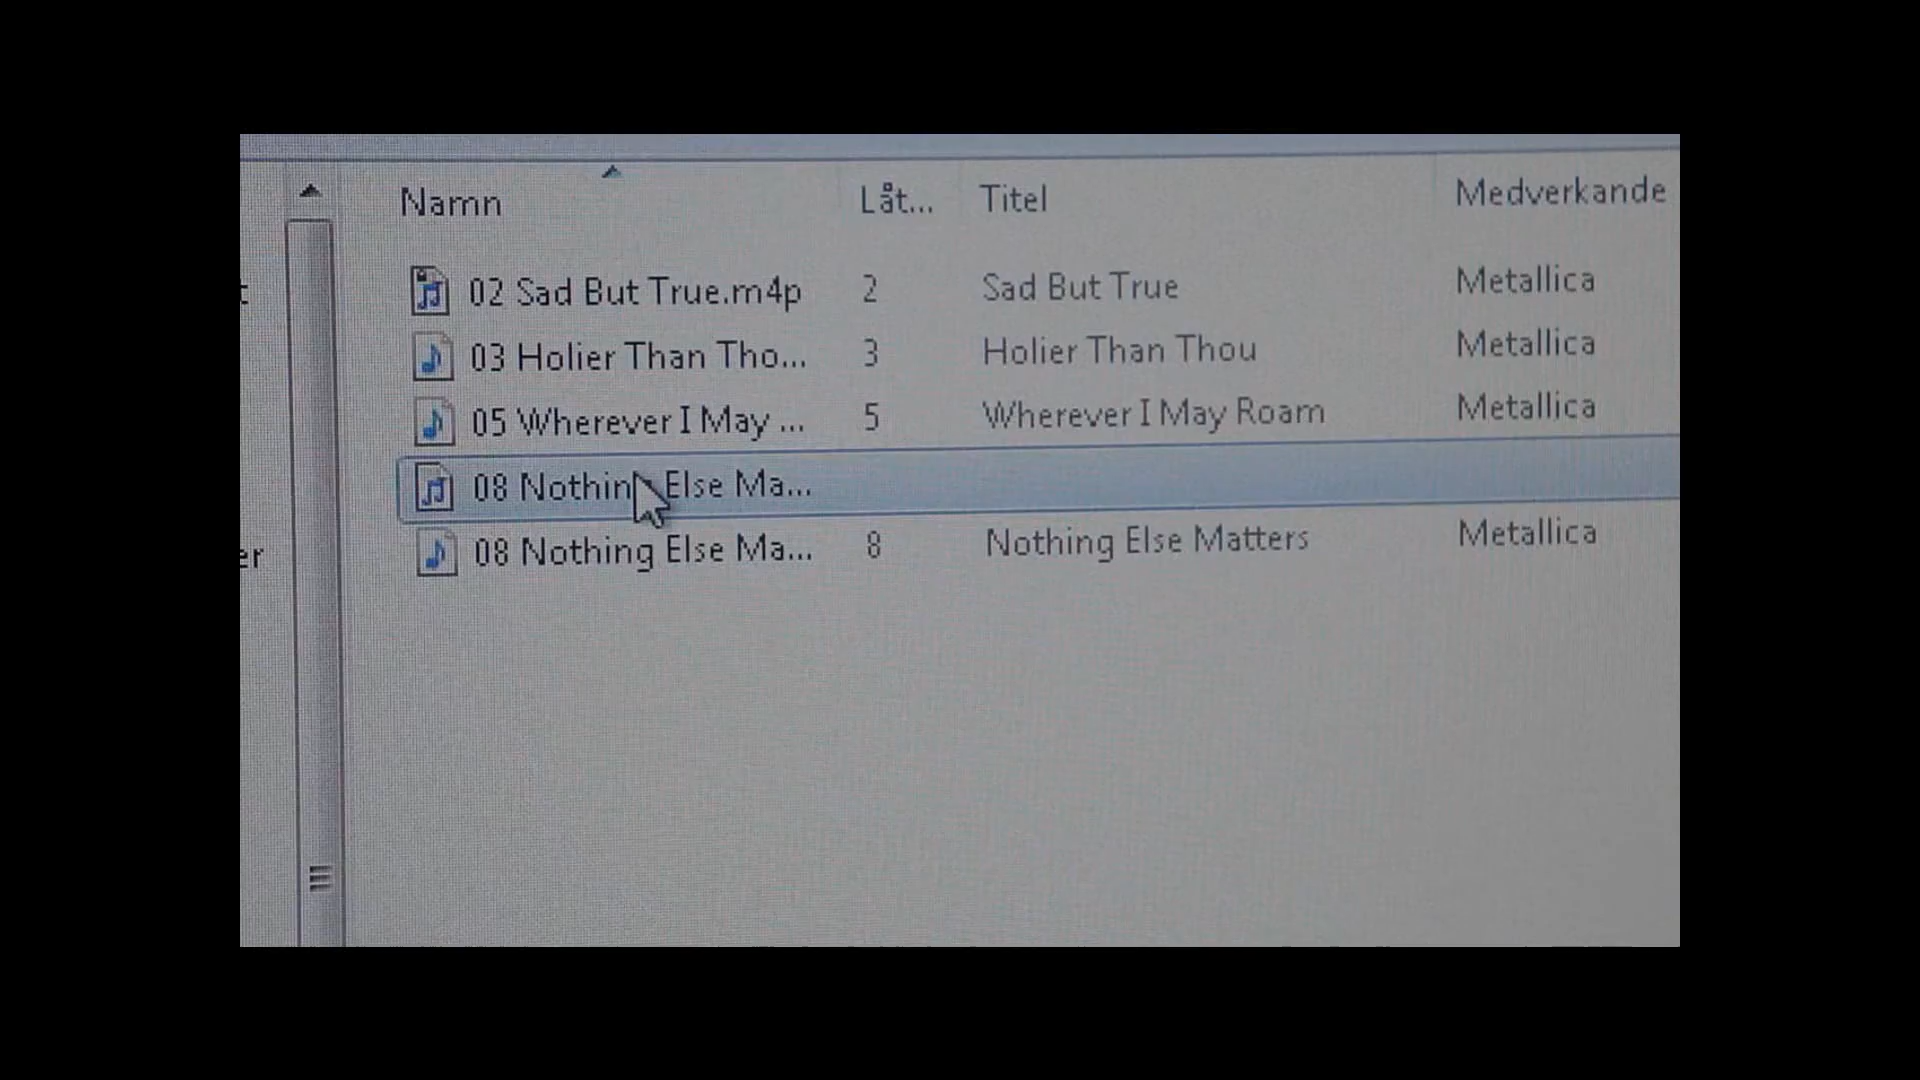 Namn Låt... Titel Medverkande
02 Sad But True.m4p 2 Sad But True Metallica
03 Holier Than Tho... 3 Holier Than Thou Metallica
05 Wherever I May ... 5 Wherever I May Roam Metallica
08 Nothin Else Ma...
08 Nothing Else Ma... 8 Nothing Else Matters Metallica